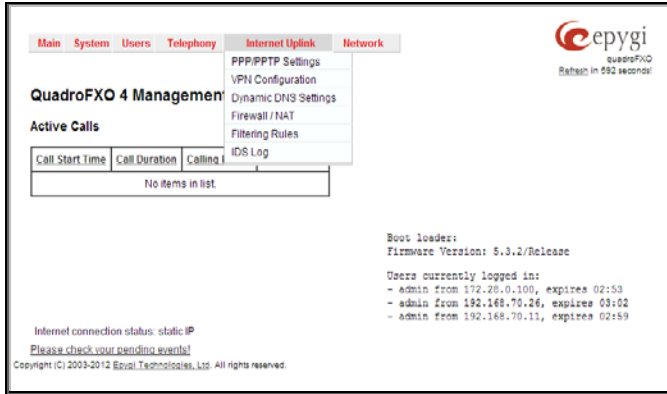 Main System Users Telephony Internet Uplink Network
epygi
quadroFXO
Refresh in 692 seconds!
PPP/PPTP Settings
VPN Configuration
Dynamic DNS Settings
Firewall / NAT
Filtering Rules
IDS Log
QuadroFXO 4 Management
Active Calls
Call Start Time Call Duration Calling
No items in list.
Boot loader:
Firmware Version: 5.3.2/Release
Users currently logged in:
- admin from 172.28.0.100, expires 02:53
- admin from 192.168.70.26, expires 03:02
- admin from 192.168.70.11, expires 02:59
Internet connection status: static IP
Please check your pending events!
Copyright (C) 2003-2012 Epygi Technologies, Ltd. All rights reserved.